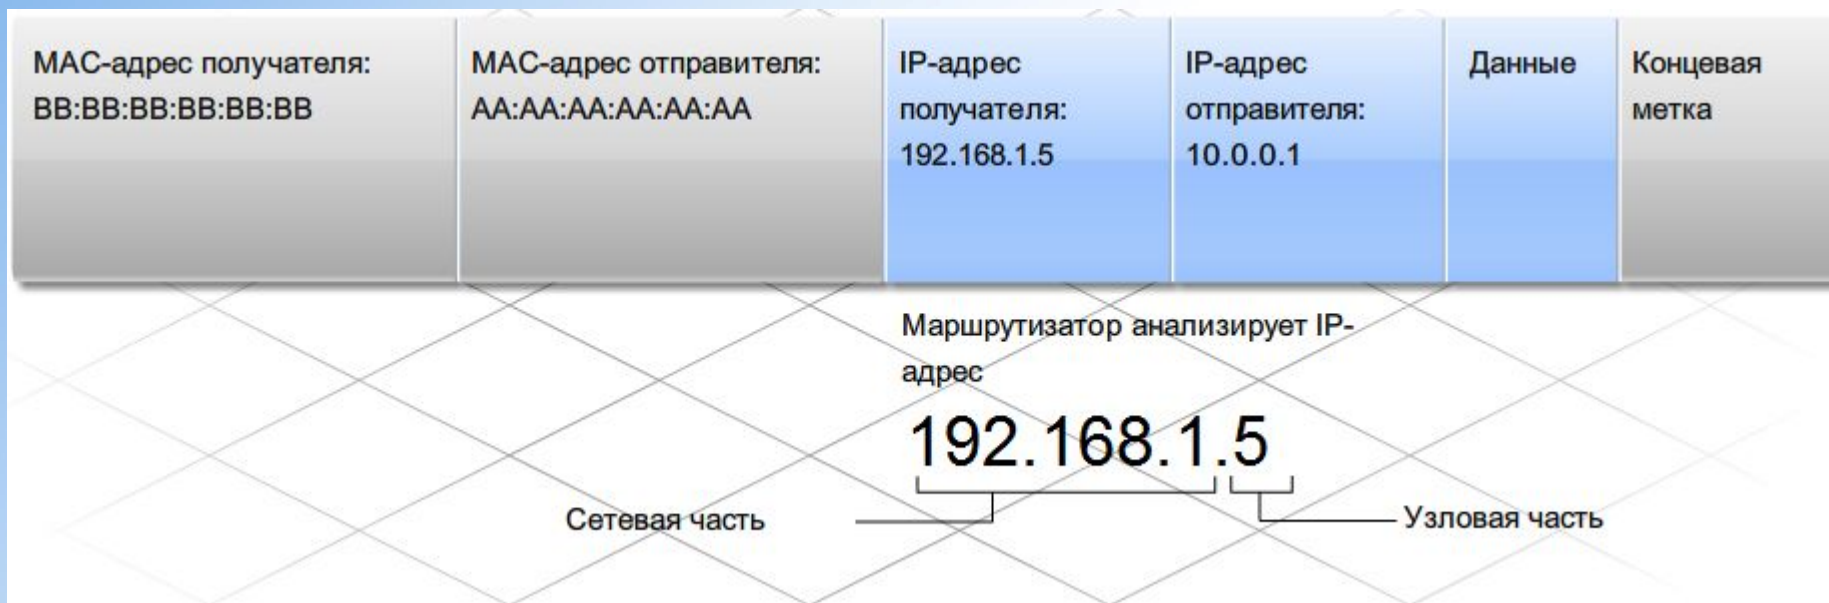 MAC-адрес получателя:
BB:BB:BB:BB:BB:BB
MAC-адрес отправителя:
AA:AA:AA:AA:AA:AA
IP-адрес
получателя:
192.168.1.5
IP-адрес
отправителя:
10.0.0.1
Данные
Концевая
метка
Маршрутизатор анализирует IP-
адрес
192.168.1.5
Сетевая часть
Узловая часть